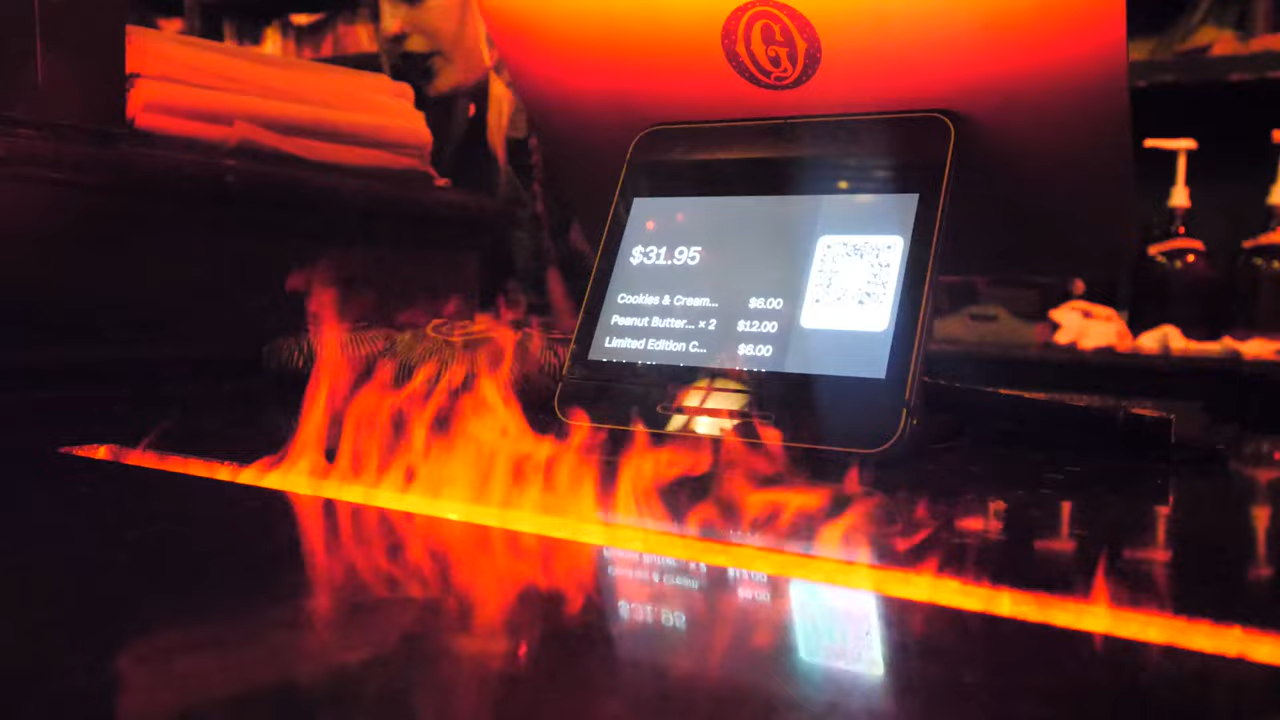 G
$31.95
Cookies & Cream... $6.00
Peanut Butter... × 2 $12.00
Limited Edition C... $6.00